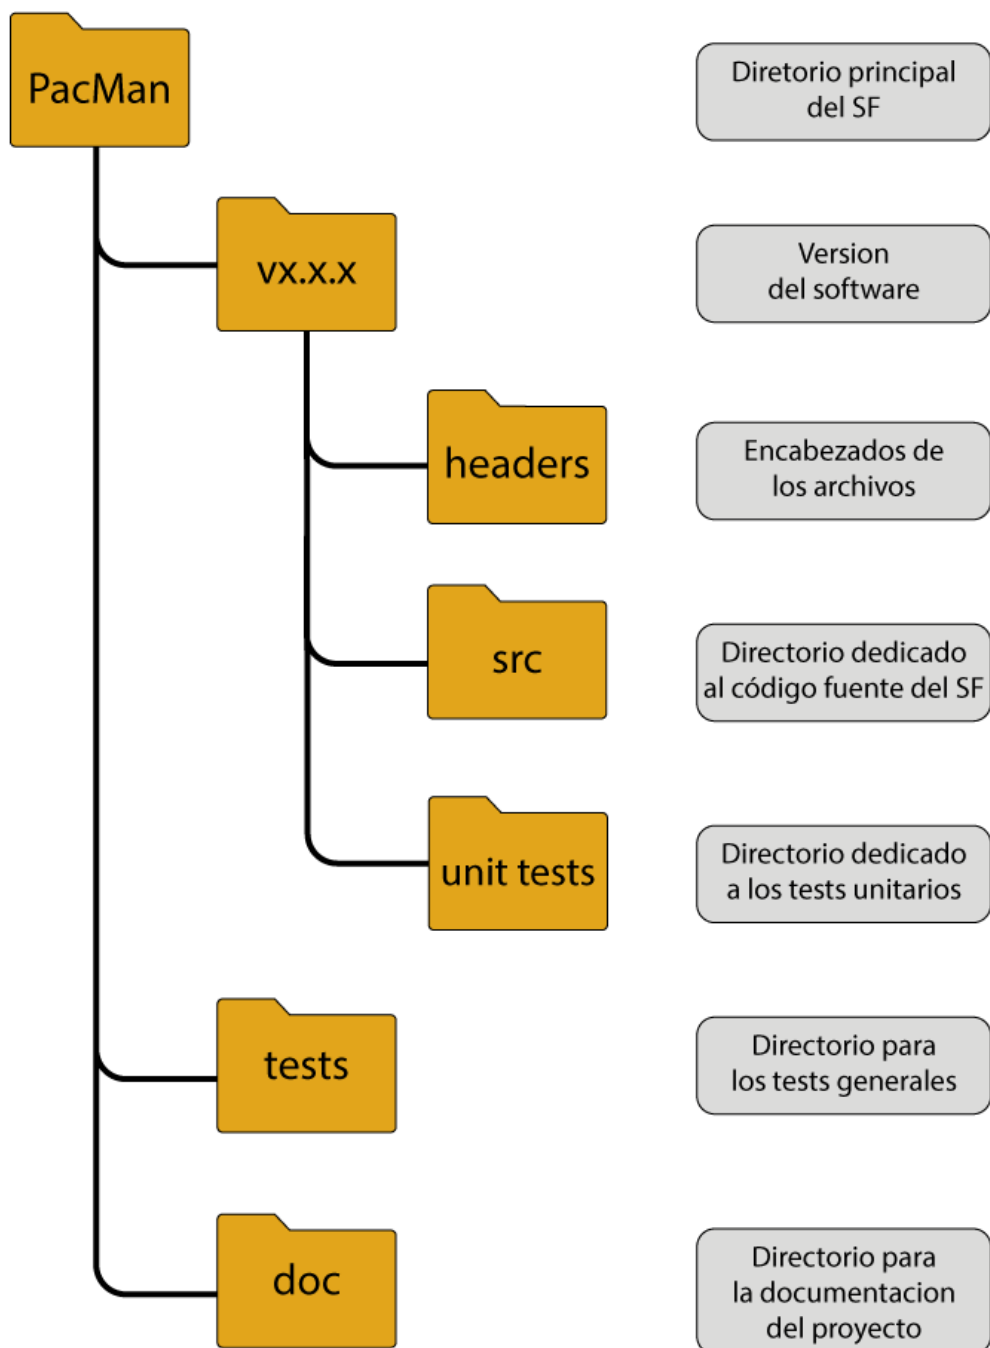 PacMan
Diretorio principal
del SF
vx.x.x
Version
del software
headers
Encabezados de
los archivos
src
Directorio dedicado
al código fuente del SF
unit tests
Directorio dedicado
a los tests unitarios
tests
Directorio para
los tests generales
doc
Directorio para
la documentacion
del proyecto